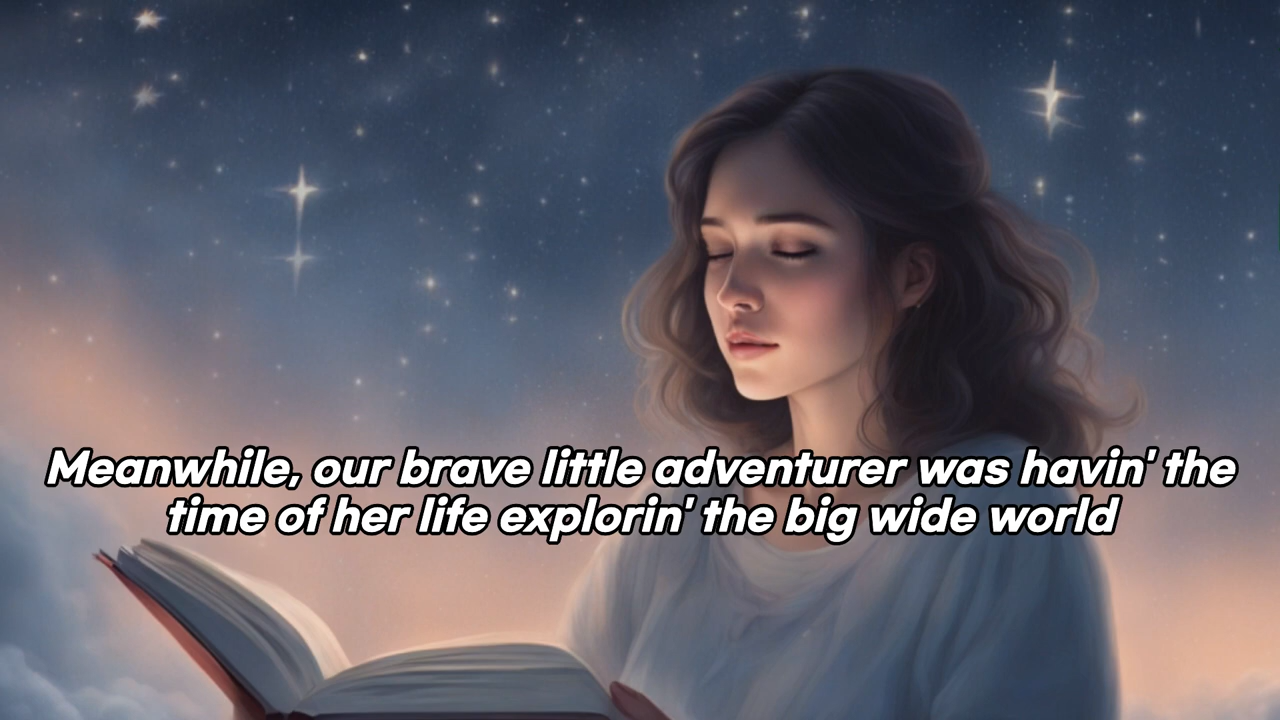 Meanwhile, our brave little adventurer was havin' the
time of her life explorin' the big wide world